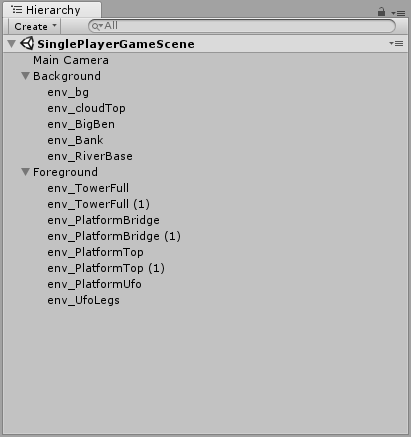 Hierarchy
Create All
SinglePlayerGameScene
Main Camera
Background
env_bg
env_cloudTop
env_BigBen
env_Bank
env_RiverBase
Foreground
env_TowerFull
env_TowerFull (1)
env_PlatformBridge
env_PlatformBridge (1)
env_PlatformTop
env_PlatformTop (1)
env_PlatformUfo
env_UfoLegs